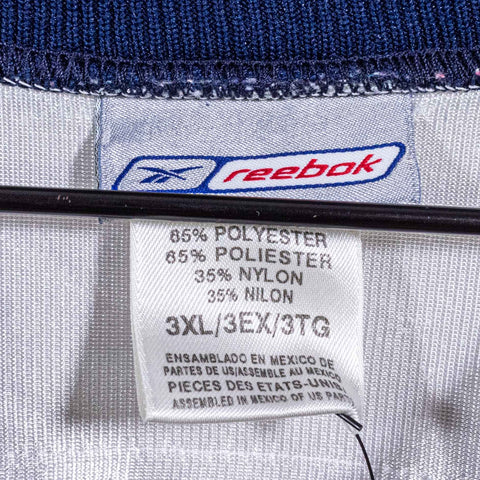 reebok
65% POLYESTER
65% POLIESTER
35% NYLON
35% NILON
3XL/3EX/3TG
ENSAMBLADO EN MEXICO DE
PARTES DE US/ASSEMBLE AU MEXICO
PIECES DES ETATS-UNIS
ASSEMBLED IN MEXICO OF US PARTS